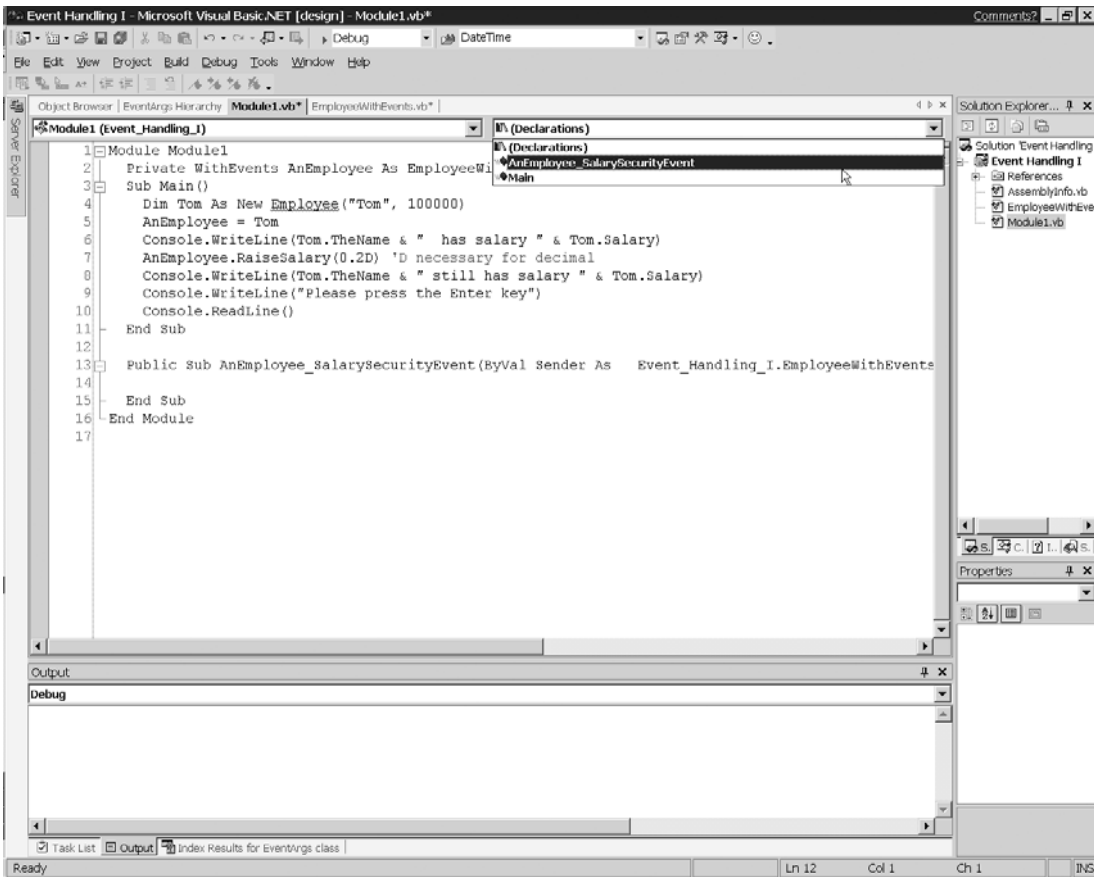 Event Handling I - Microsoft Visual Basic.NET [design] - Module1.vb*
Comments?
Debug
DateTime
File Edit View Project Build Debug Tools Window Help
Server Explorer
Object Browser | EventArgs Hierarchy Module1.vb* | EmployeeWithEvents.vb* |
Module1 (Event_Handling_I)
(Declarations)
(Declarations)
AnEmployee_SalarySecurityEvent
Main
1 Module Module1
2 Private WithEvents AnEmployee As EmployeeWi
3 Sub Main()
4 Dim Tom As New Employee("Tom", 100000)
5 AnEmployee = Tom
6 Console.WriteLine(Tom.TheName & "  has salary " & Tom.Salary)
7 AnEmployee.RaiseSalary(0.2D) 'D necessary for decimal
8 Console.WriteLine(Tom.TheName & " still has salary " & Tom.Salary)
9 Console.WriteLine("Please press the Enter key")
10 Console.ReadLine()
11 End Sub
12
13 Public Sub AnEmployee_SalarySecurityEvent(ByVal Sender As   Event_Handling_I.EmployeeWithEvents
14
15 End Sub
16 End Module
17
Solution Explorer...
Solution 'Event Handling
Event Handling I
References
AssemblyInfo.vb
EmployeeWithEve
Module1.vb
S. C. I.. S.
Properties
Output
Debug
Task List Output Index Results for EventArgs class
Ready
Ln 12 Col 1 Ch 1 INS